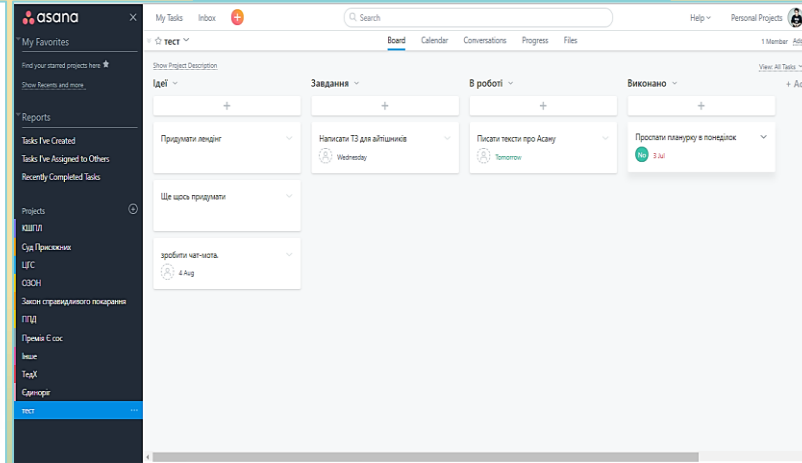 asana
My Tasks Inbox
Search
Help
Personal Projects
тест
Board Calendar Conversations Progress Files
1 Member
My Favorites
Find your starred projects here
Show Recents and more
Reports
Tasks I've Created
Tasks I've Assigned to Others
Recently Completed Tasks
Projects
КШПЛ
Суд Присяжних
ЦГС
ОЗОН
Закон справидливого покарання
ППД
Премія Є сос
Інше
ТедХ
Єдиноріг
тест
Show Project Description
View: All Tasks
Ідеї
Придумати лендінг
Ще щось придумати
зробити чат-мота.
4 Aug
Завдання
Написати ТЗ для айтішників
Wednesday
В роботі
Писати тексти про Асану
Tomorrow
Виконано
Проспати планурку в понеділок
No
3 Jul